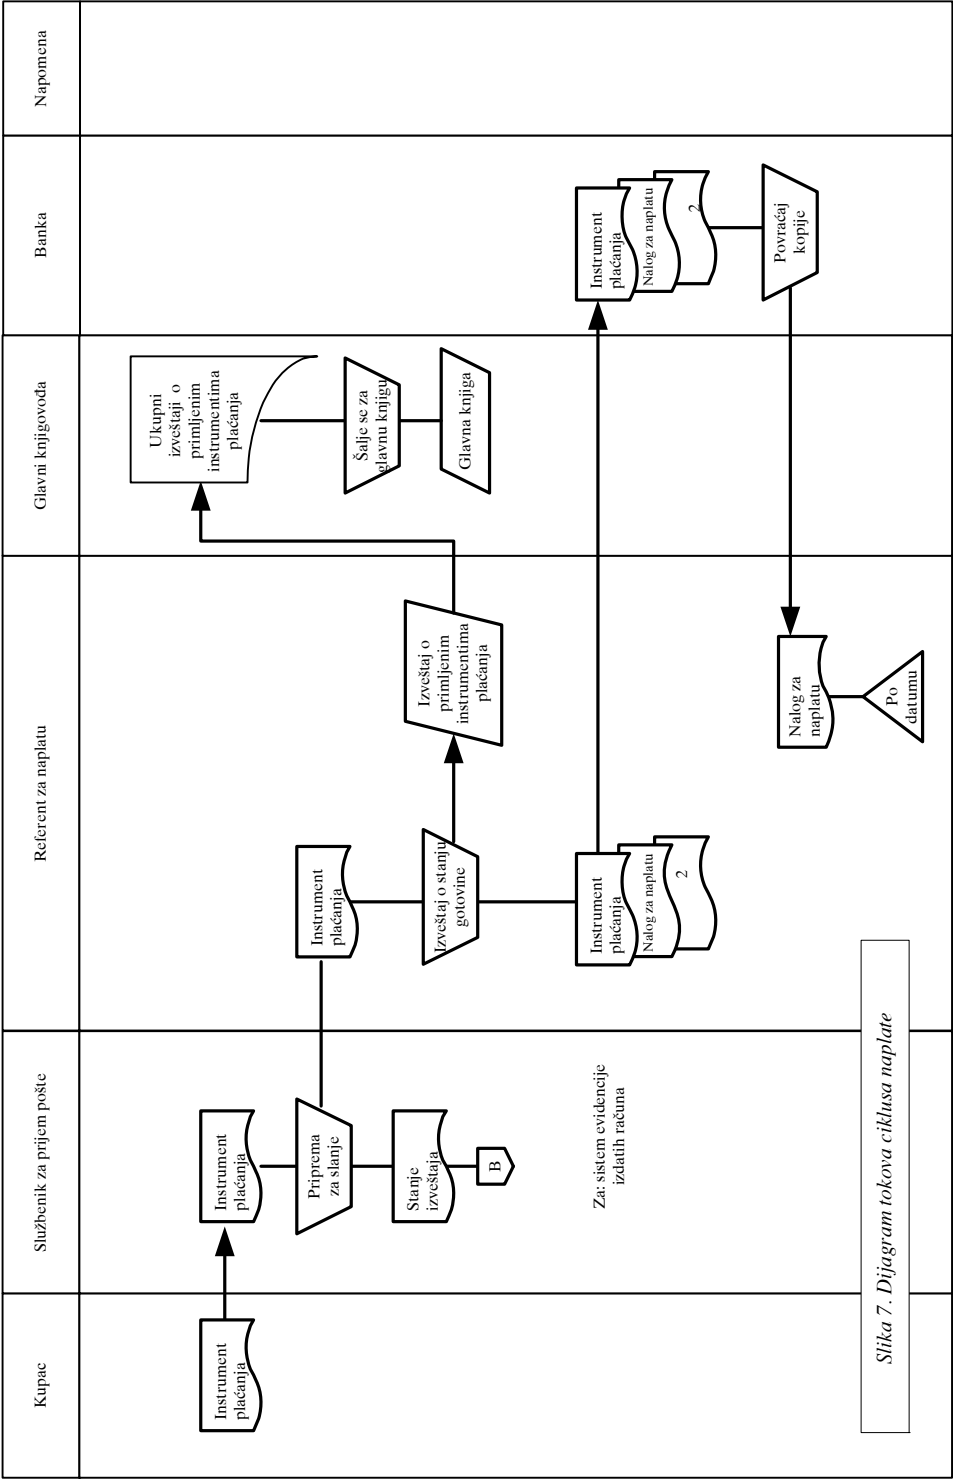 Kupac
Službenik za prijem pošte
Referent za naplatu
Glavni knjigovođa
Banka
Napomena
Instrument
plaćanja
Instrument
plaćanja
Priprema
za slanje
Stanje
izveštaja
B
Za: sistem evidencije
izdatih računa
Instrument
plaćanja
Izveštaj o stanju
gotovine
Instrument
plaćanja
Nalog za naplatu
2
Izveštaj o
primljenim
instrumentima
plaćanja
Nalog za
naplatu
Po
datumu
Ukupni
izveštaji o
primljenim
instrumentima
plaćanja
Šalje se za
glavnu knjigu
Glavna knjiga
Instrument
plaćanja
Nalog za naplatu
2
Povraćaj
kopije
Slika 7. Dijagram tokova ciklusa naplate